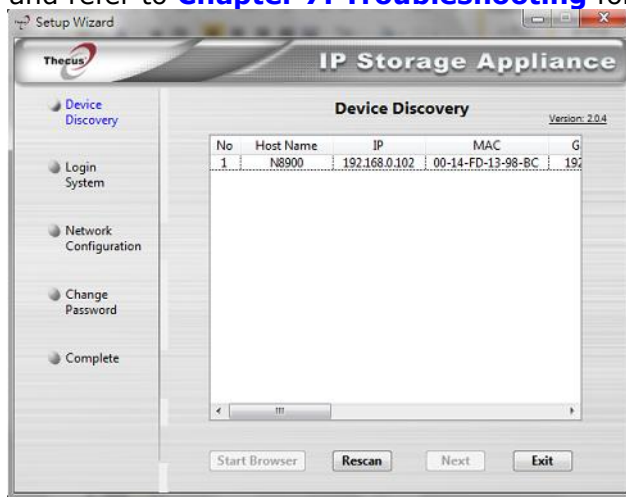 and refer to Chapter 7: Troubleshooting for
Setup Wizard
Thecus
IP Storage Appliance
Device Discovery
Login System
Network Configuration
Change Password
Complete
Device Discovery
Version: 2.0.4
No Host Name IP MAC G
1 N8900 192.168.0.102 00-14-FD-13-98-BC 192
Start Browser Rescan Next Exit